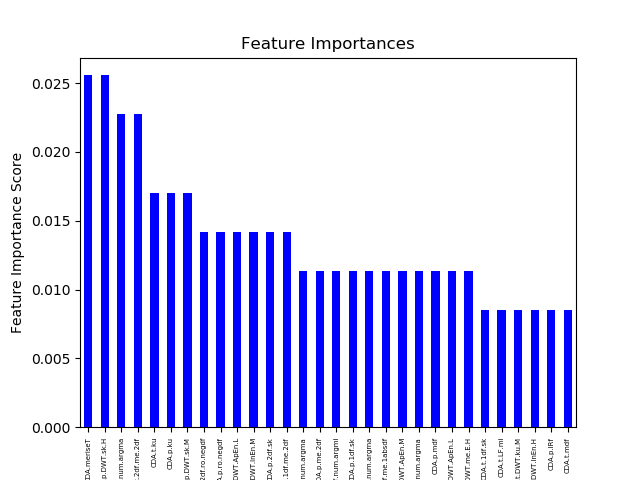 Feature Importances
Feature Importance Score
0.025
0.020
0.015
0.010
0.005
0.000
DA.meriseT
p.DWT.sk.H
.num.argma
:.2df.me.2df
CDA.t.ku
CDA.p.ku
p.DWT.sk.M
2df.ro.negdf
A.p.ro.negdf
DWT.ApEn.L
DWT.InEn.M
DA.p.2df.sk
:.1df.me.2df
num.argma
DA.p.me.2df
:.num.argmi
DA.p.1df.sk
.num.argma
f.me.1absdf
DWT.ApEn.M
num.argma
CDA.p.mdf
DWT.ApEn.L
DWT.me.E.H
CDA.t.1df.sk
CDA.t.LF.mi
t.DWT.ku.M
DWT.InEn.H
CDA.p.iRf
CDA.t.mdf